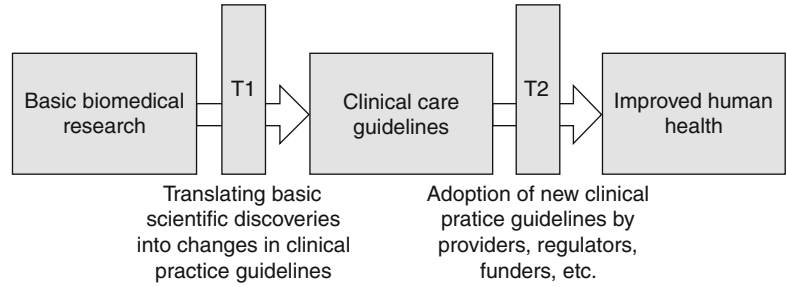 Basic biomedical
research
T1
Clinical care
guidelines
T2
Improved human
health
Translating basic
scientific discoveries
into changes in clinical
practice guidelines
Adoption of new clinical
pratice guidelines by
providers, regulators,
funders, etc.